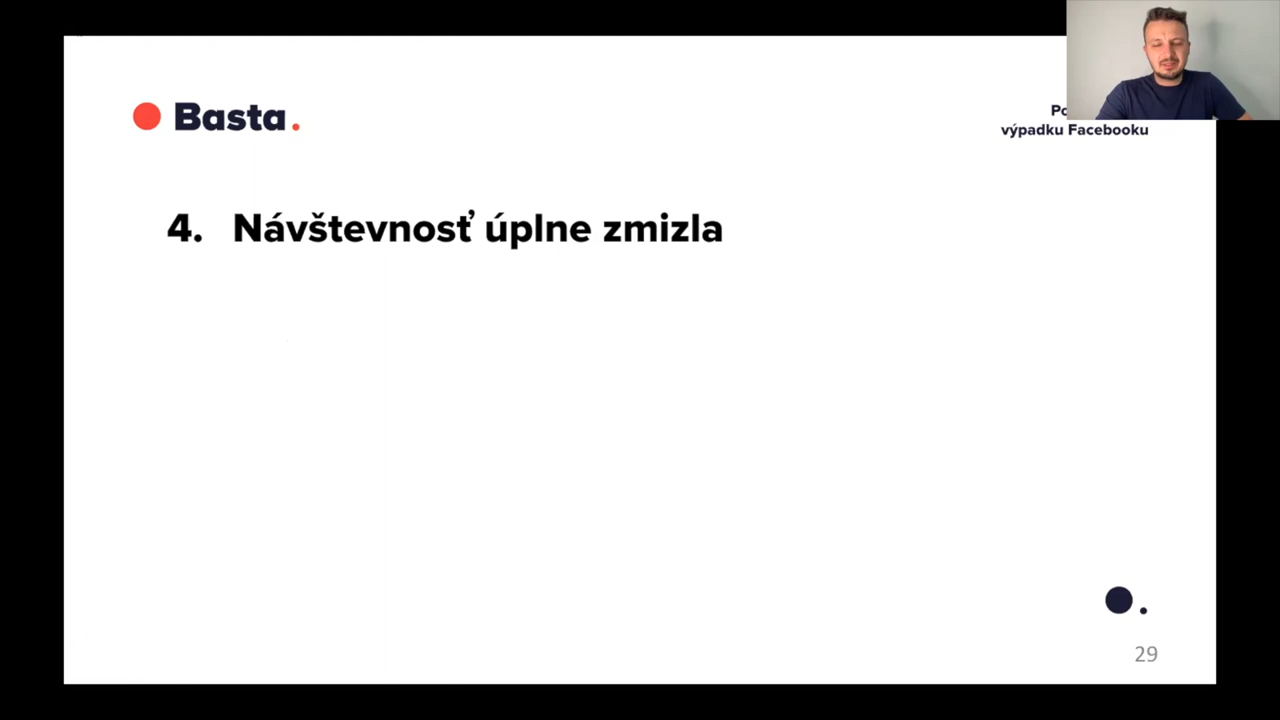 Basta.
výpadku Facebooku
4. Návštevnosť úplne zmizla
29